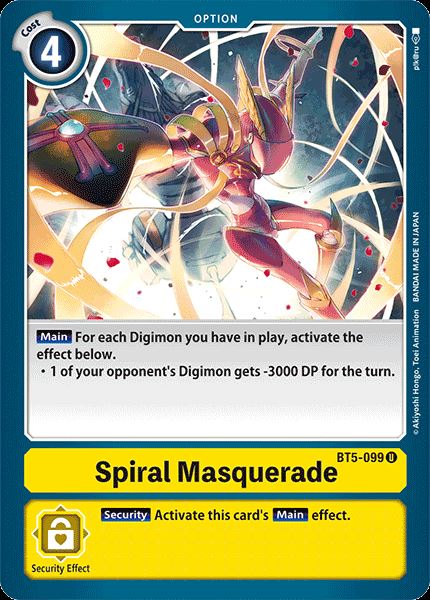 OPTION
Cost
4
plk@ru
Main For each Digimon you have in play, activate the
effect below.
・1 of your opponent's Digimon gets -3000 DP for the turn.
© Akiyoshi Hongo, Toei Animation BANDAI MADE IN JAPAN
BT5-099 U
Spiral Masquerade
Security Activate this card's Main effect.
Security Effect